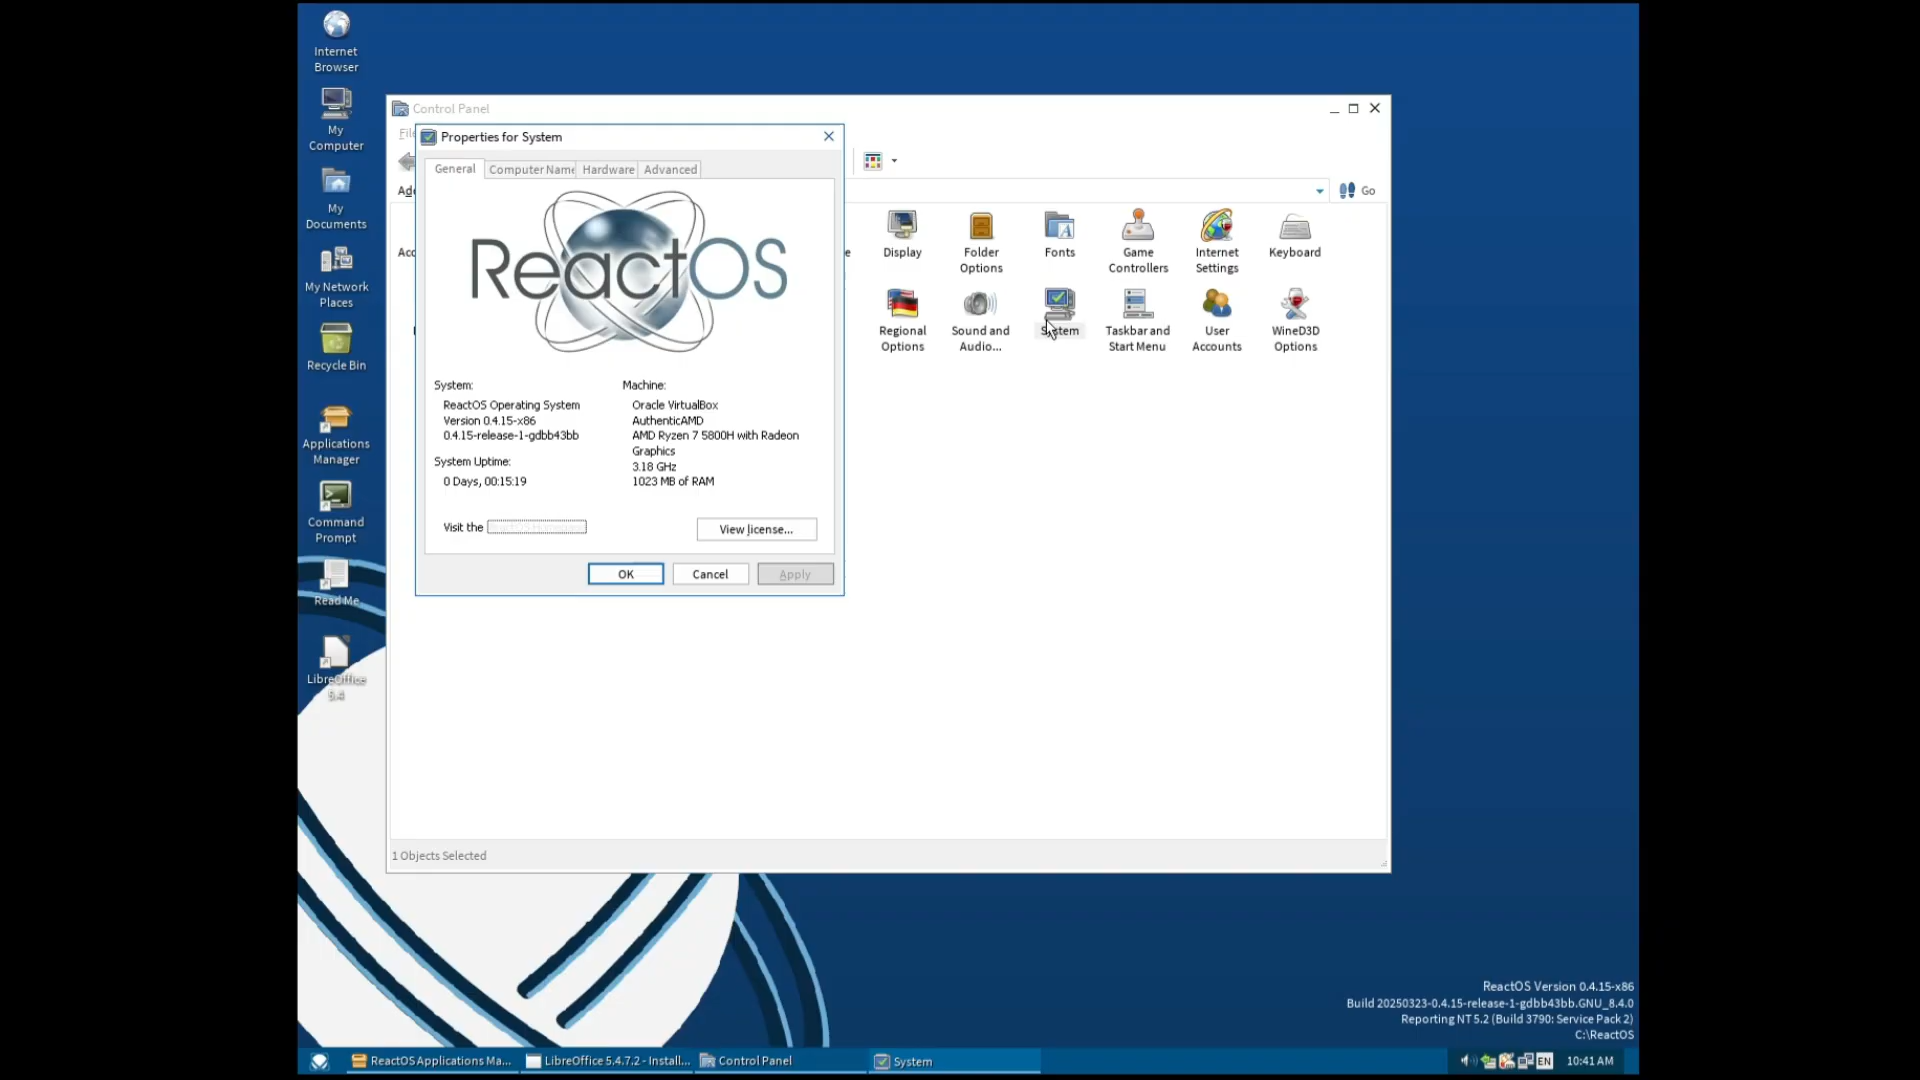 Internet
Browser
My
Computer
My
Documents
My Network
Places
Recycle Bin
Applications
Manager
Command
Prompt
Read Me
LibreOffice
5.4
Control Panel
Properties for System
General
Computer Name
Hardware
Advanced
ReactOS
System:
ReactOS Operating System
Version 0.4.15-x86
0.4.15-release-1-gdbb43bb
System Uptime:
0 Days, 00:15:19
Machine:
Oracle VirtualBox
AuthenticAMD
AMD Ryzen 7 5800H with Radeon
Graphics
3.18 GHz
1023 MB of RAM
Visit the
View license...
OK
Cancel
Apply
Go
Display
Folder
Options
Fonts
Game
Controllers
Internet
Settings
Keyboard
Regional
Options
Sound and
Audio...
System
Taskbar and
Start Menu
User
Accounts
WineD3D
Options
1 Objects Selected
ReactOS Version 0.4.15-x86
Build 20250323-0.4.15-release-1-gdbb43bb.GNU_8.4.0
Reporting NT 5.2 (Build 3790: Service Pack 2)
C:\ReactOS
ReactOS Applications Ma...
LibreOffice 5.4.7.2 - Install...
Control Panel
System
EN
10:41 AM